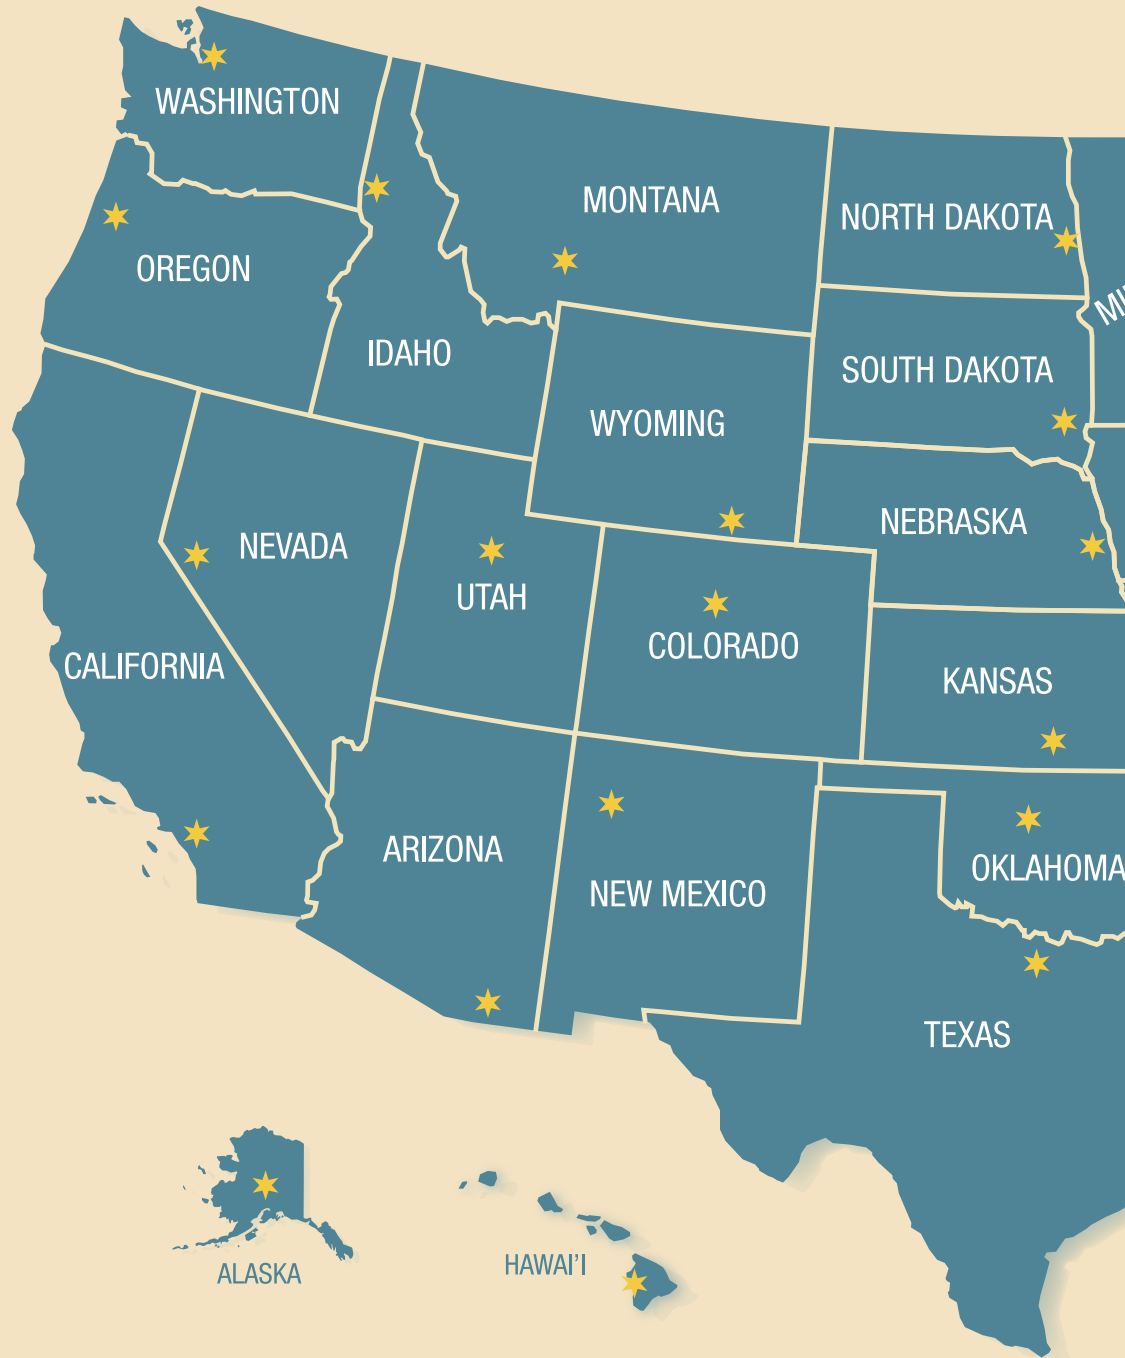 WASHINGTON
MONTANA
NORTH DAKOTA
OREGON
IDAHO
SOUTH DAKOTA
WYOMING
NEBRASKA
NEVADA
UTAH
COLORADO
CALIFORNIA
KANSAS
ARIZONA
OKLAHOMA
NEW MEXICO
TEXAS
HAWAI'I
ALASKA